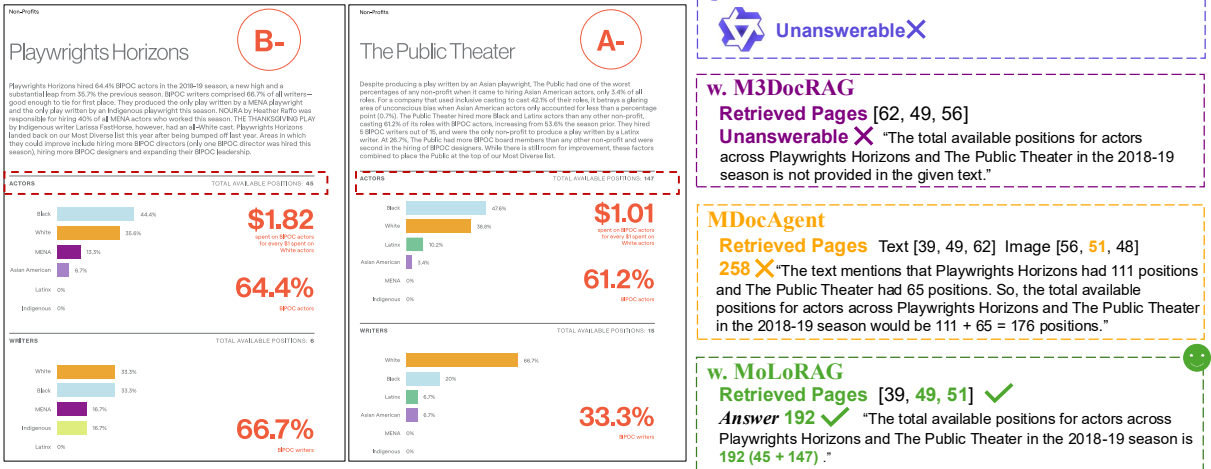 Non-Profits
B-
Playwrights Horizons
Playwrights Horizons hired 64.4% BIPOC actors in the 2018-19 season, a new high and a
substantial leap from 35.7% the previous season. BIPOC writers comprised 66.7% of all writers—
good enough to tie for first place. They produced the only play written by a MENA playwright
and the only play written by an Indigenous playwright this season. NOURA by Heather Raffo was
responsible for hiring 40% of all MENA actors who worked this season. THE THANKSGIVING PLAY
by Indigenous writer Larissa FastHorse, however, had an all-White cast. Playwrights Horizons
landed back on our Most Diverse list this year after being bumped off last year. Areas in which
they could improve include hiring more BIPOC directors (only one BIPOC director was hired this
season), hiring more BIPOC designers and expanding their BIPOC leadership.
ACTORS TOTAL AVAILABLE POSITIONS: 45
Black 44.4%
White 35.6%
MENA 13.3%
Asian American 6.7%
Latinx 0%
Indigenous 0%
$1.82
spent on BIPOC actors
for every $1 spent on
White actors
64.4%
BIPOC actors
WRITERS TOTAL AVAILABLE POSITIONS: 6
White 33.3%
Black 33.3%
MENA 16.7%
Indigenous 16.7%
Latinx 0%
66.7%
BIPOC writers
Non-Profits
A-
The Public Theater
Despite producing a play written by an Asian playwright, The Public had one of the worst
percentages of any non-profit when it came to hiring Asian American actors, only 3.4% of all
roles. For a company that used inclusive casting to cast 42.1% of their roles, it betrays a glaring
area of unconscious bias when Asian American actors only accounted for less than a percentage
point (0.7%). The Public Theater hired more Black and Latinx actors than any other non-profit,
casting 61.2% of its roles with BIPOC actors, increasing from 53.6% the season prior. They hired
5 BIPOC writers out of 15, and were the only non-profit to produce a play written by a Latinx
writer. At 26.7%, The Public had more BIPOC board members than any other non-profit and were
second in the hiring of BIPOC designers. While there is still room for improvement, these factors
combined to place the Public at the top of our Most Diverse list.
ACTORS TOTAL AVAILABLE POSITIONS: 147
Black 47.6%
White 38.8%
Latinx 10.2%
Asian American 3.4%
MENA 0%
Indigenous 0%
$1.01
spent on BIPOC actors
for every $1 spent on
White actors
61.2%
BIPOC actors
WRITERS TOTAL AVAILABLE POSITIONS: 15
White 66.7%
Black 20%
Latinx 6.7%
Asian American 6.7%
MENA 0%
Indigenous 0%
33.3%
BIPOC writers
Unanswerable
w. M3DocRAG
Retrieved Pages [62, 49, 56]
Unanswerable “The total available positions for actors
across Playwrights Horizons and The Public Theater in the 2018-19
season is not provided in the given text.”
MDocAgent
Retrieved Pages Text [39, 49, 62] Image [56, 51, 48]
258 “The text mentions that Playwrights Horizons had 111 positions
and The Public Theater had 65 positions. So, the total available
positions for actors across Playwrights Horizons and The Public Theater
in the 2018-19 season would be 111 + 65 = 176 positions.”
w. MoLoRAG
Retrieved Pages [39, 49, 51]
Answer 192 “The total available positions for actors across
Playwrights Horizons and The Public Theater in the 2018-19 season is
192 (45 + 147) .”